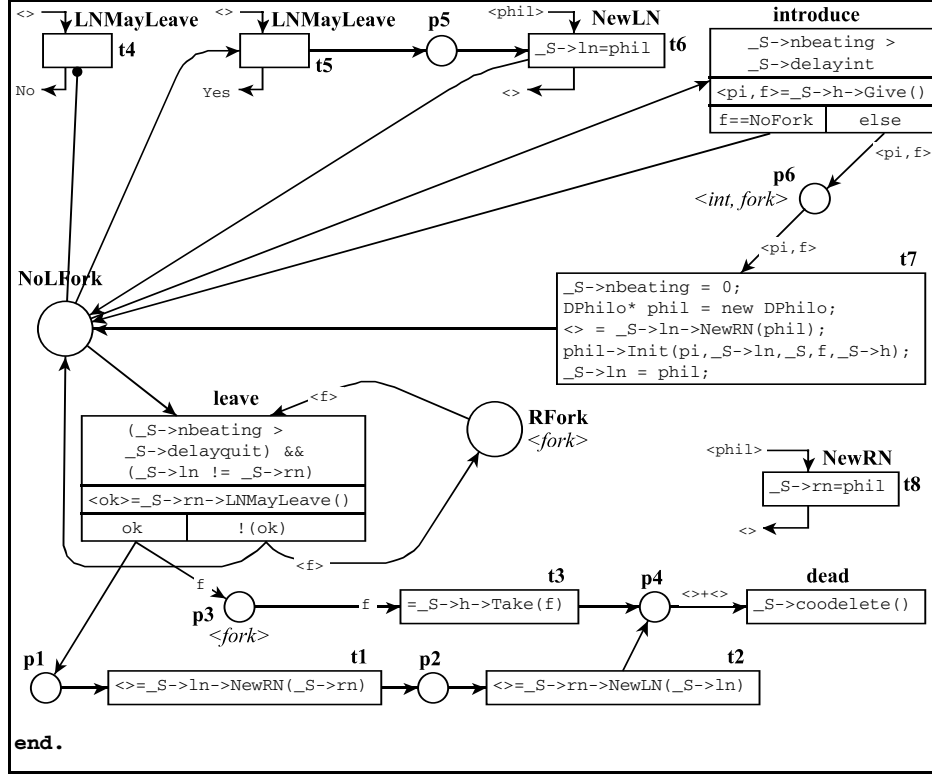 <> LNMayLeave
t4
No
LNMayLeave
t5
Yes
p5
<phil> NewLN
_S->ln=phil
t6
<>
introduce
_S->nbeating >
_S->delayint
<pi,f>=_S->h->Give()
f==NoFork else
<pi,f>
p6
<int, fork>
<pi,f>
t7
_S->nbeating = 0;
DPhilo* phil = new DPhilo;
<> = _S->ln->NewRN(phil);
phil->Init(pi,_S->ln,_S,f,_S->h);
_S->ln = phil;
NoLFork
leave
(_S->nbeating >
_S->delayquit) &&
(_S->ln != _S->rn)
<ok>=_S->rn->LNMayLeave()
ok !(ok)
<f>
RFork
<fork>
<f>
<phil> NewRN
_S->rn=phil
t8
<>
f
p3
<fork>
f
t3
=_S->h->Take(f)
p4
<>+<>
dead
_S->coodelete()
p1
t1
<>=_S->ln->NewRN(_S->rn)
p2
t2
<>=_S->rn->NewLN(_S->ln)
end.